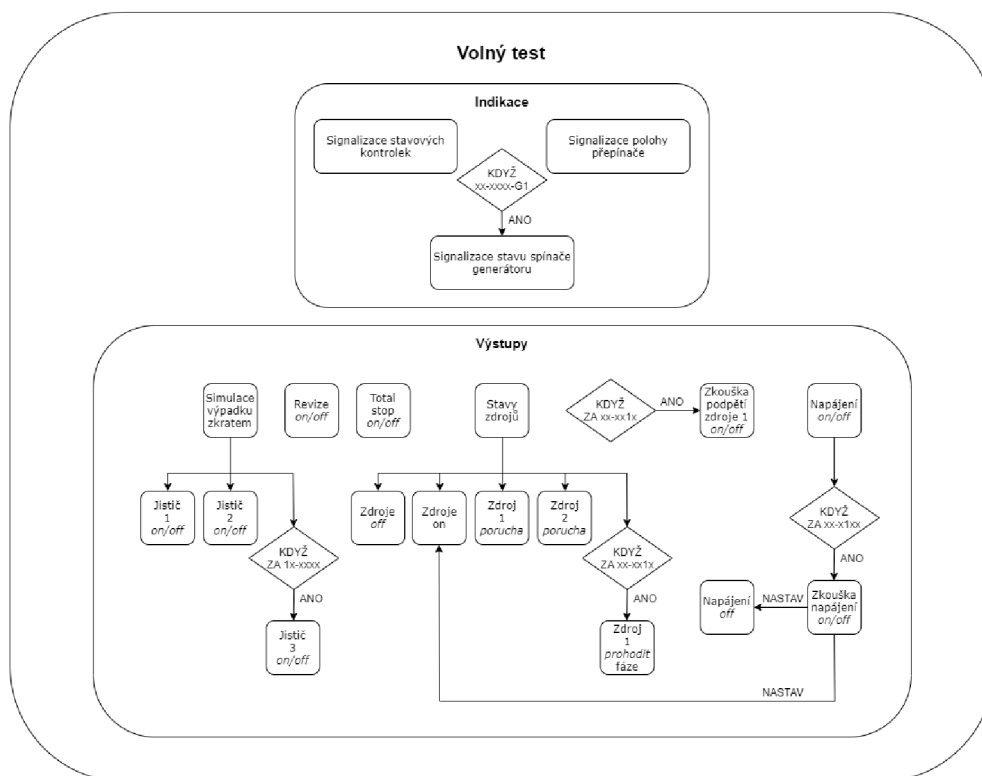 Volný test
Indikace
Signalizace stavových
kontrolek
Signalizace polohy
přepínače
KDYŽ
xx-xxxx-G1
ANO
Signalizace stavu spínače
generátoru
Výstupy
Simulace
výpadku
zkratem
Revize
on/off
Total
stop
on/off
Stavy
zdrojů
KDYŽ
ZA xx-xx1x
ANO
Zkouška
podpětí
zdroje 1
on/off
Napájení
on/off
Jistič
1
on/off
Jistič
2
on/off
KDYŽ
ZA 1x-xxxx
ANO
Jistič
3
on/off
Zdroje
off
Zdroje
on
Zdroj
1
porucha
Zdroj
2
porucha
KDYŽ
ZA xx-xx1x
ANO
Zdroj
1
prohodit
fáze
KDYŽ
ZA xx-x1xx
ANO
Napájení
off
NASTAV
Zkouška
napájení
on/off
NASTAV